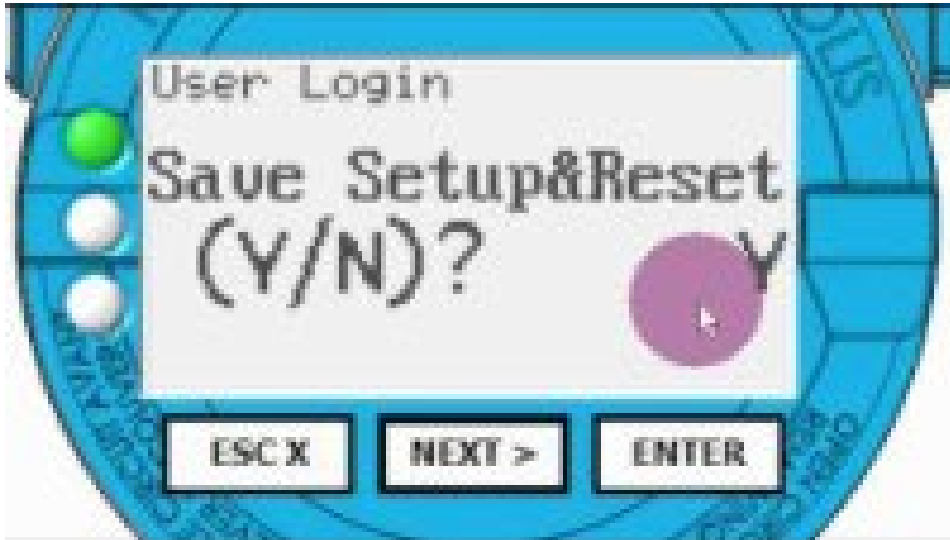 User Login
Save Setup&Reset
(Y/N)? Y
ESC X
NEXT >
ENTER